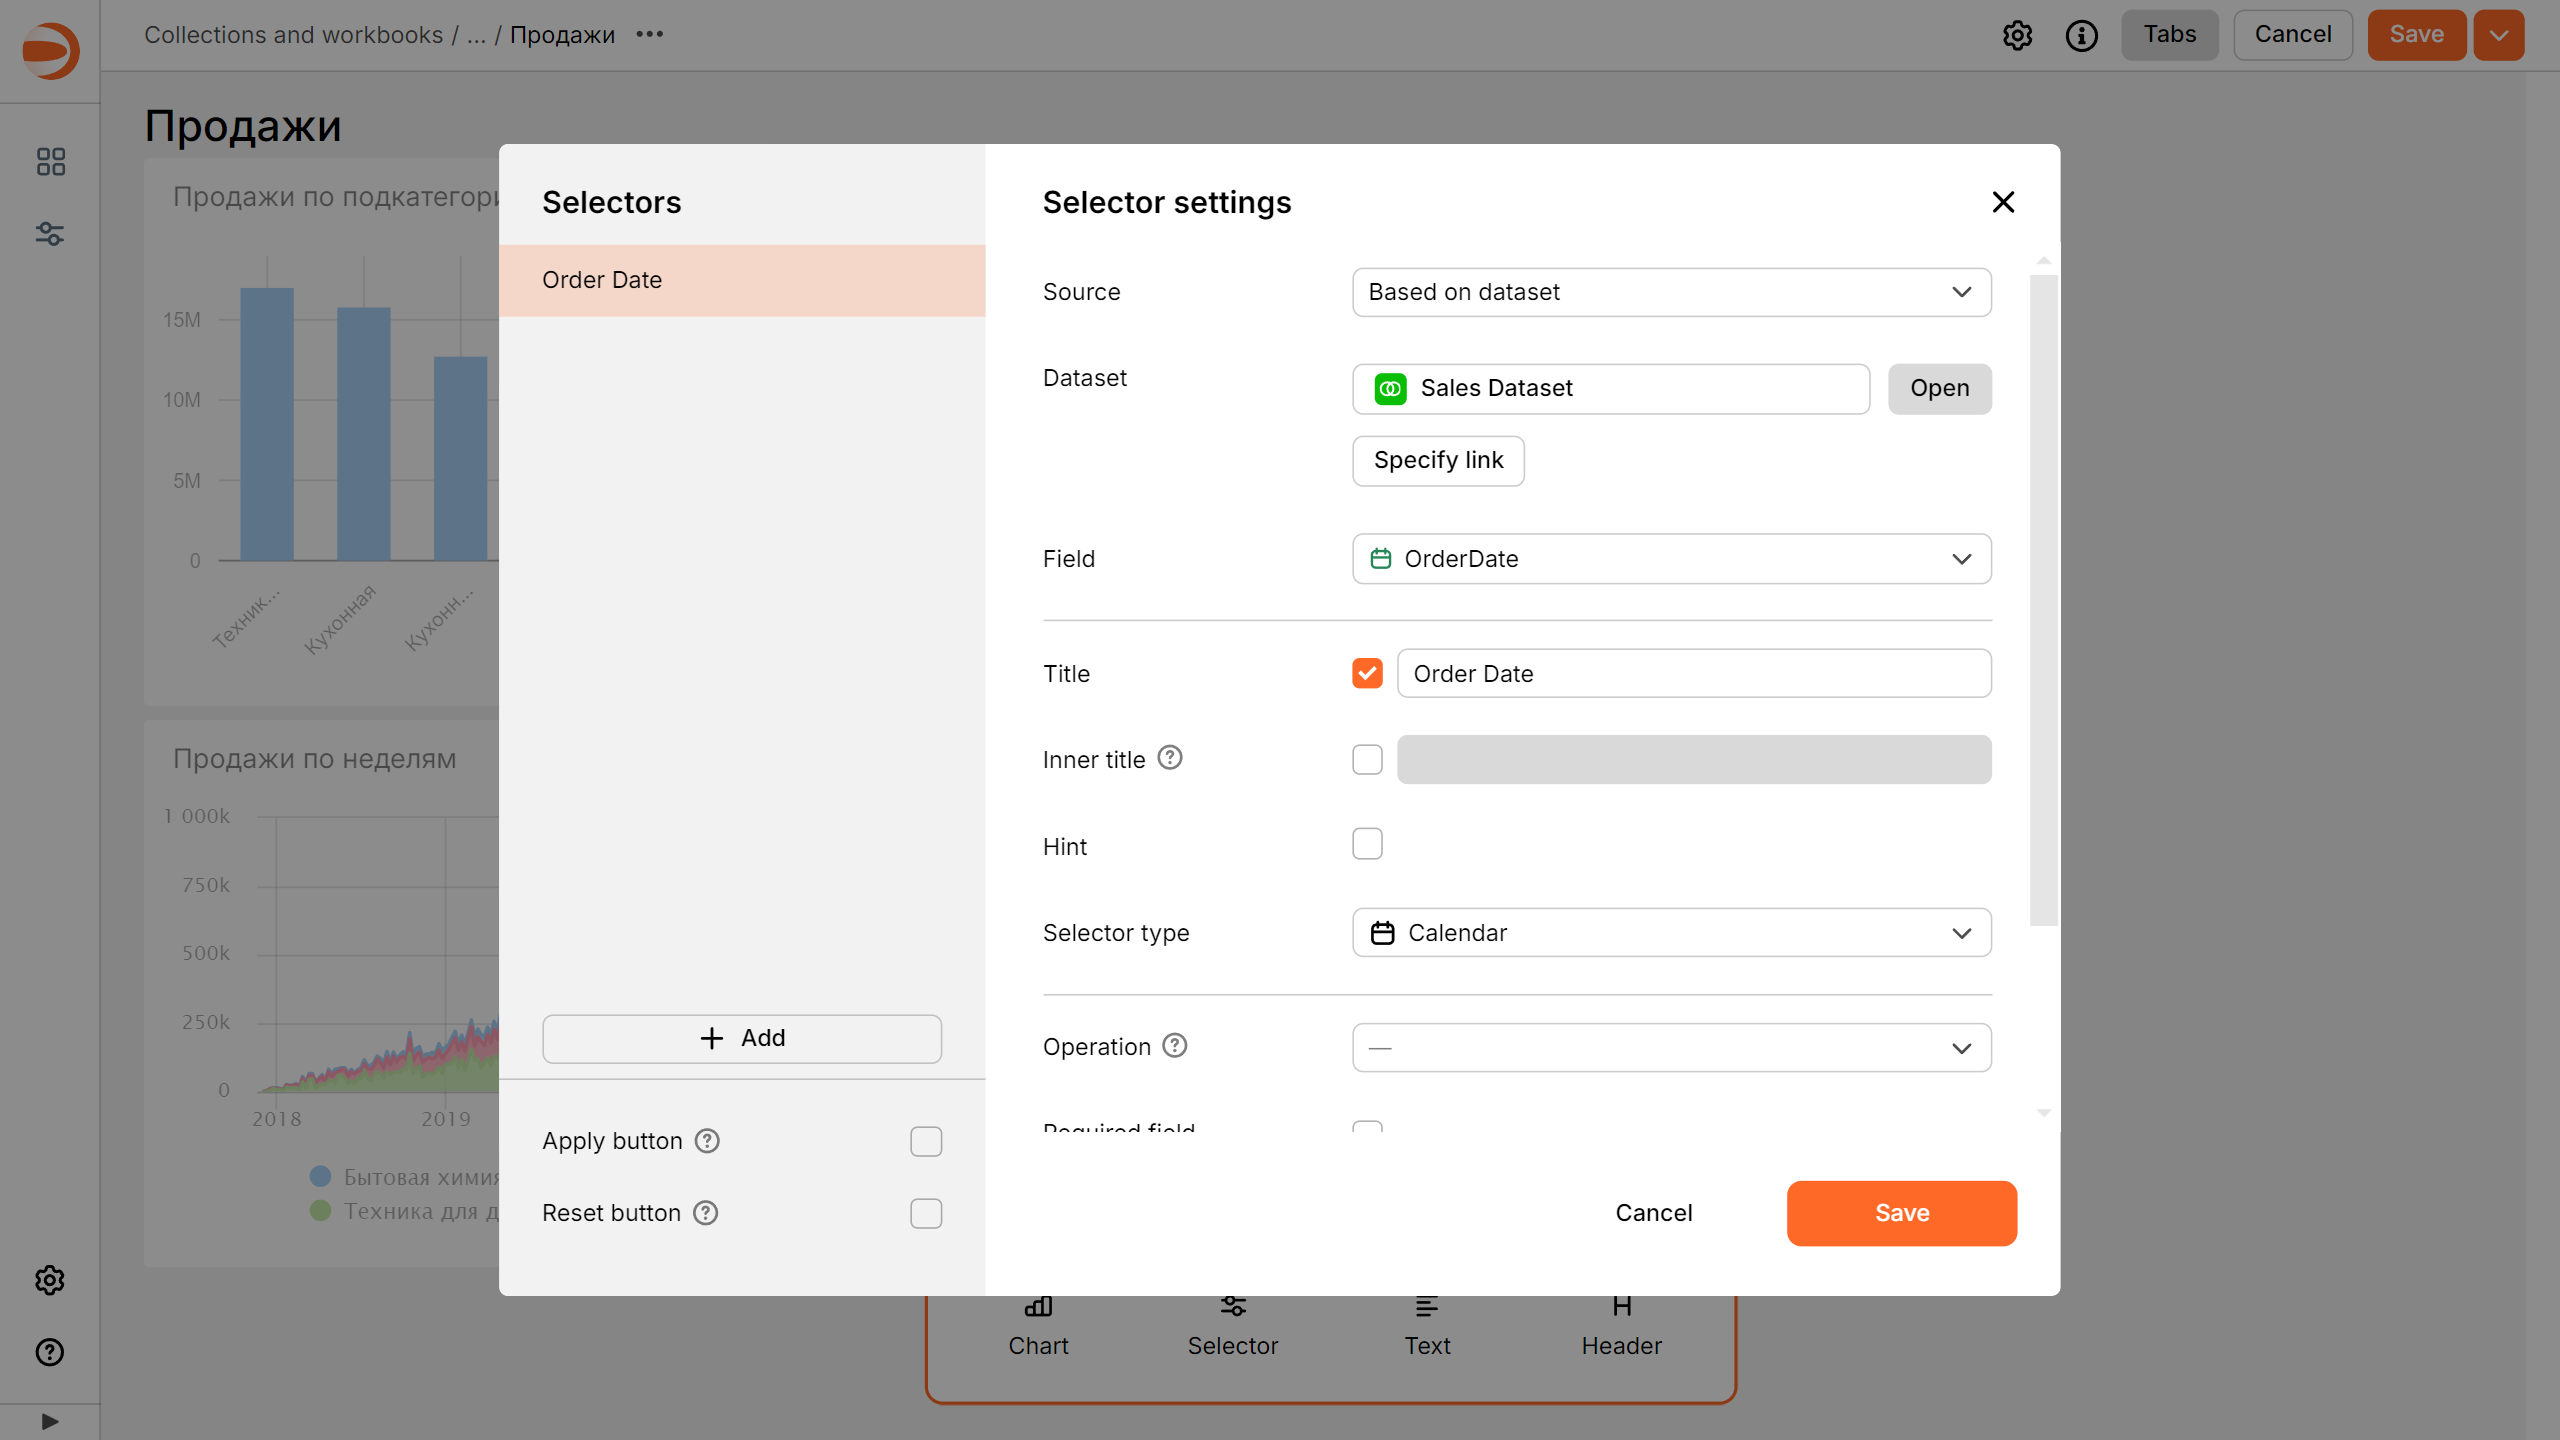 Collections and workbooks / ... / Продажи
Tabs
Cancel
Save
Продажи
Продажи по подкатегори
15M
10M
5M
0
Техник...
Кухонная
Кухонн...
Продажи по неделям
1 000k
750k
500k
250k
0
2018
2019
Бытовая химия
Техника для д
Selectors
Order Date
Add
Apply button
Reset button
Selector settings
Source
Based on dataset
Dataset
Sales Dataset
Open
Specify link
Field
OrderDate
Title
Order Date
Inner title
Hint
Selector type
Calendar
Operation
—
Required field
Cancel
Save
Chart
Selector
Text
Header